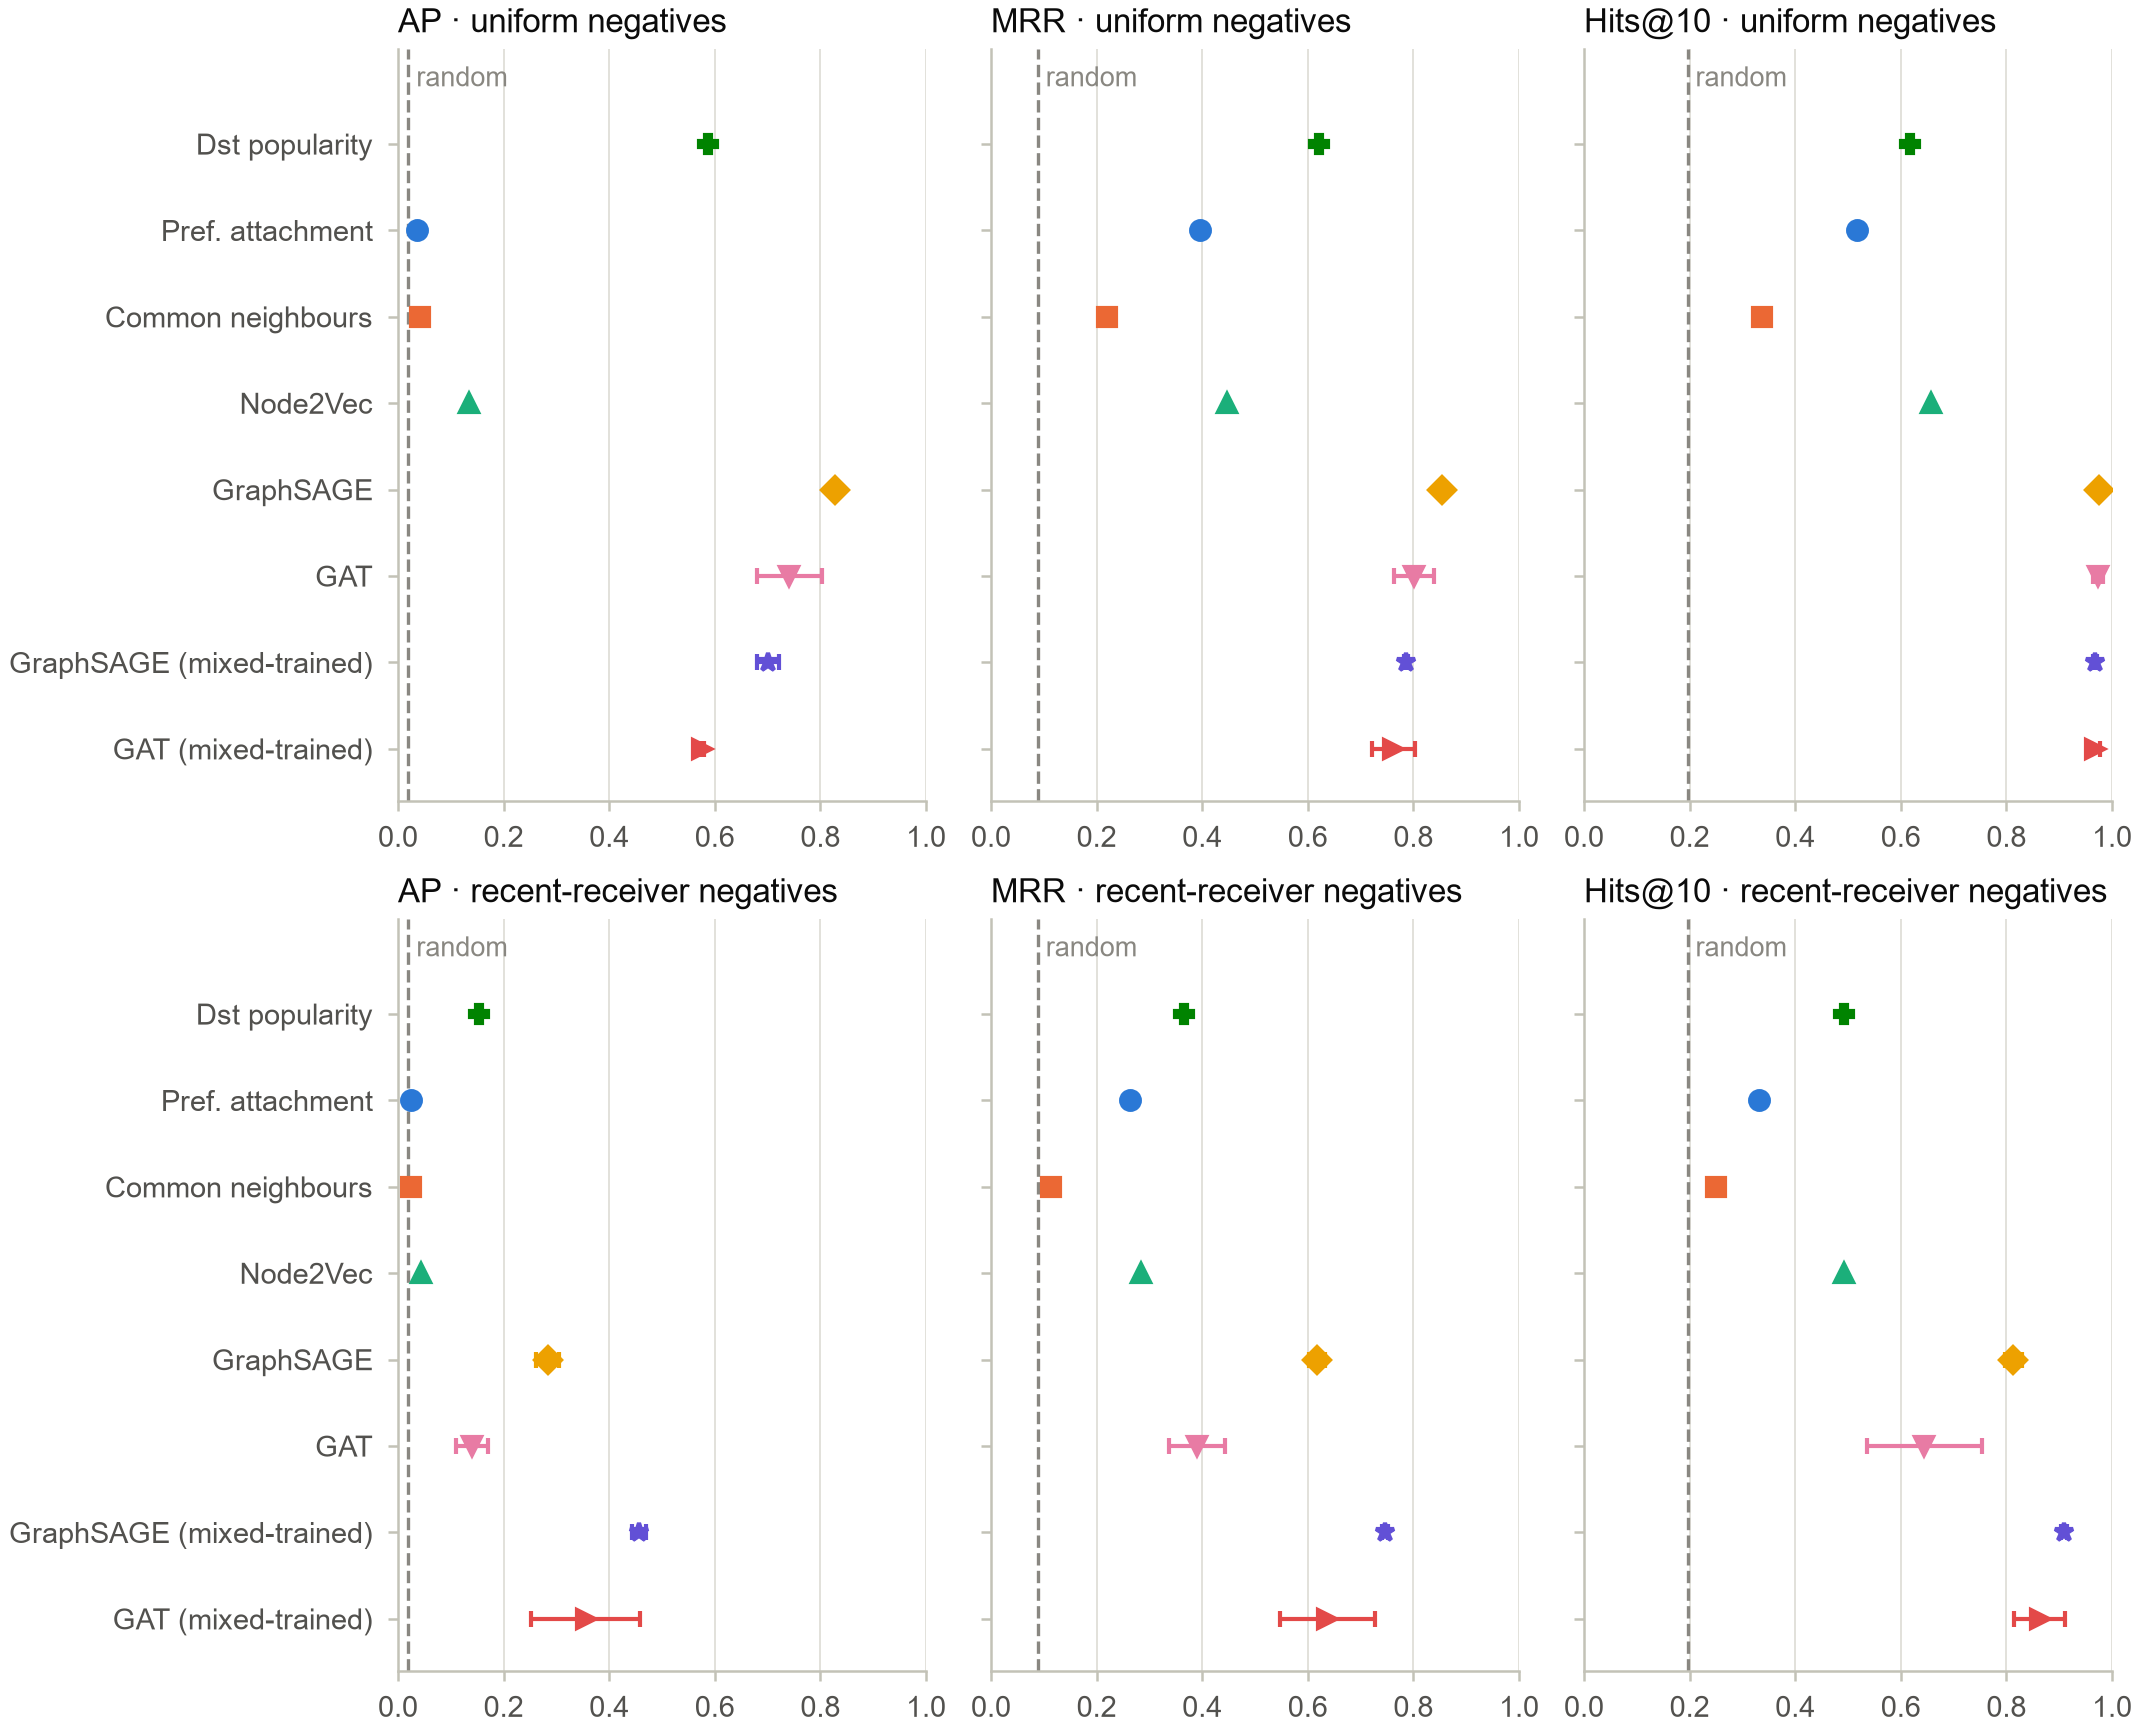 AP · uniform negatives
MRR · uniform negatives
Hits@10 · uniform negatives
random
random
random
Dst popularity
Pref. attachment
Common neighbours
Node2Vec
GraphSAGE
GAT
GraphSAGE (mixed-trained)
GAT (mixed-trained)
0.0 0.2 0.4 0.6 0.8 1.0
0.0 0.2 0.4 0.6 0.8 1.0
0.0 0.2 0.4 0.6 0.8 1.0
AP · recent-receiver negatives
MRR · recent-receiver negatives
Hits@10 · recent-receiver negatives
random
random
random
Dst popularity
Pref. attachment
Common neighbours
Node2Vec
GraphSAGE
GAT
GraphSAGE (mixed-trained)
GAT (mixed-trained)
0.0 0.2 0.4 0.6 0.8 1.0
0.0 0.2 0.4 0.6 0.8 1.0
0.0 0.2 0.4 0.6 0.8 1.0